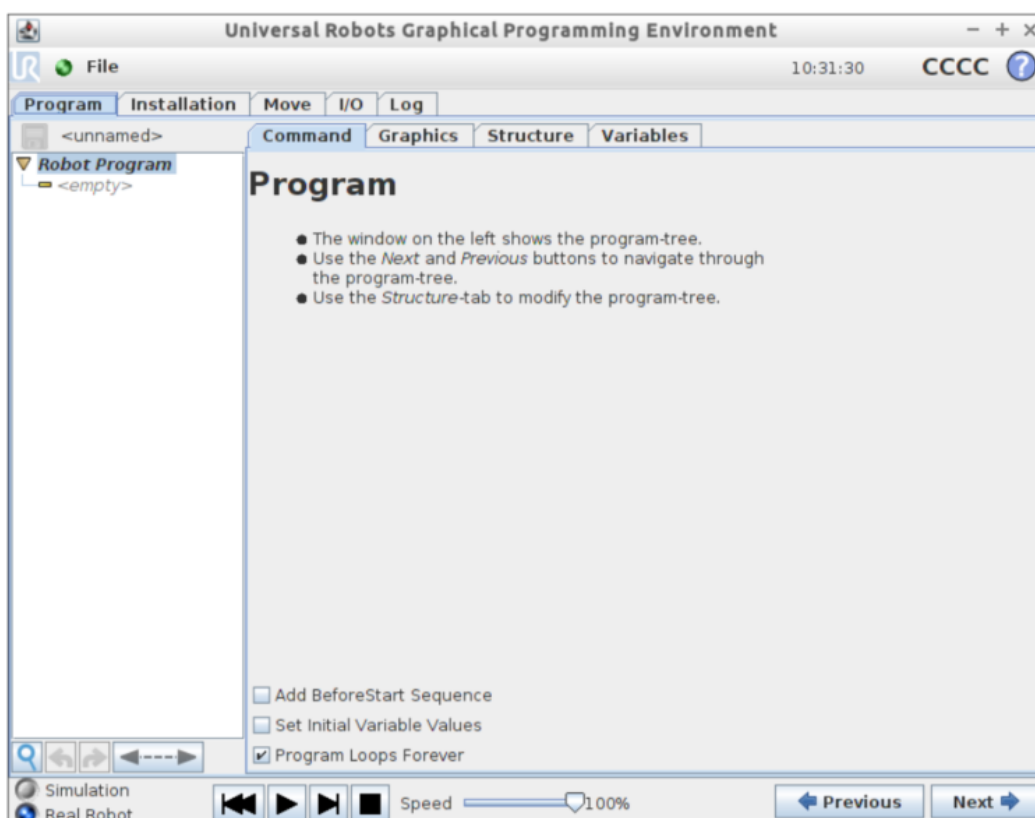 Universal Robots Graphical Programming Environment
UR File 10:31:30 CCCC ?
Program Installation Move I/O Log
<unnamed> Command Graphics Structure Variables
Robot Program
<empty>
Program
The window on the left shows the program-tree.
Use the Next and Previous buttons to navigate through
the program-tree.
Use the Structure-tab to modify the program-tree.
Add BeforeStart Sequence
Set Initial Variable Values
Program Loops Forever
Simulation
Real Robot
Speed 100%
Previous Next